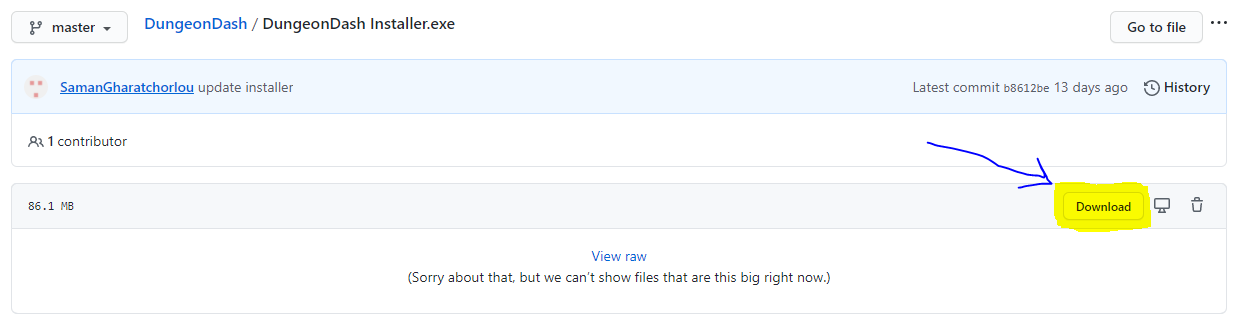 master
DungeonDash / DungeonDash Installer.exe
Go to file
SamanGharatchorlou update installer
Latest commit b8612be 13 days ago
History
1 contributor
86.1 MB
Download
View raw
(Sorry about that, but we can't show files that are this big right now.)